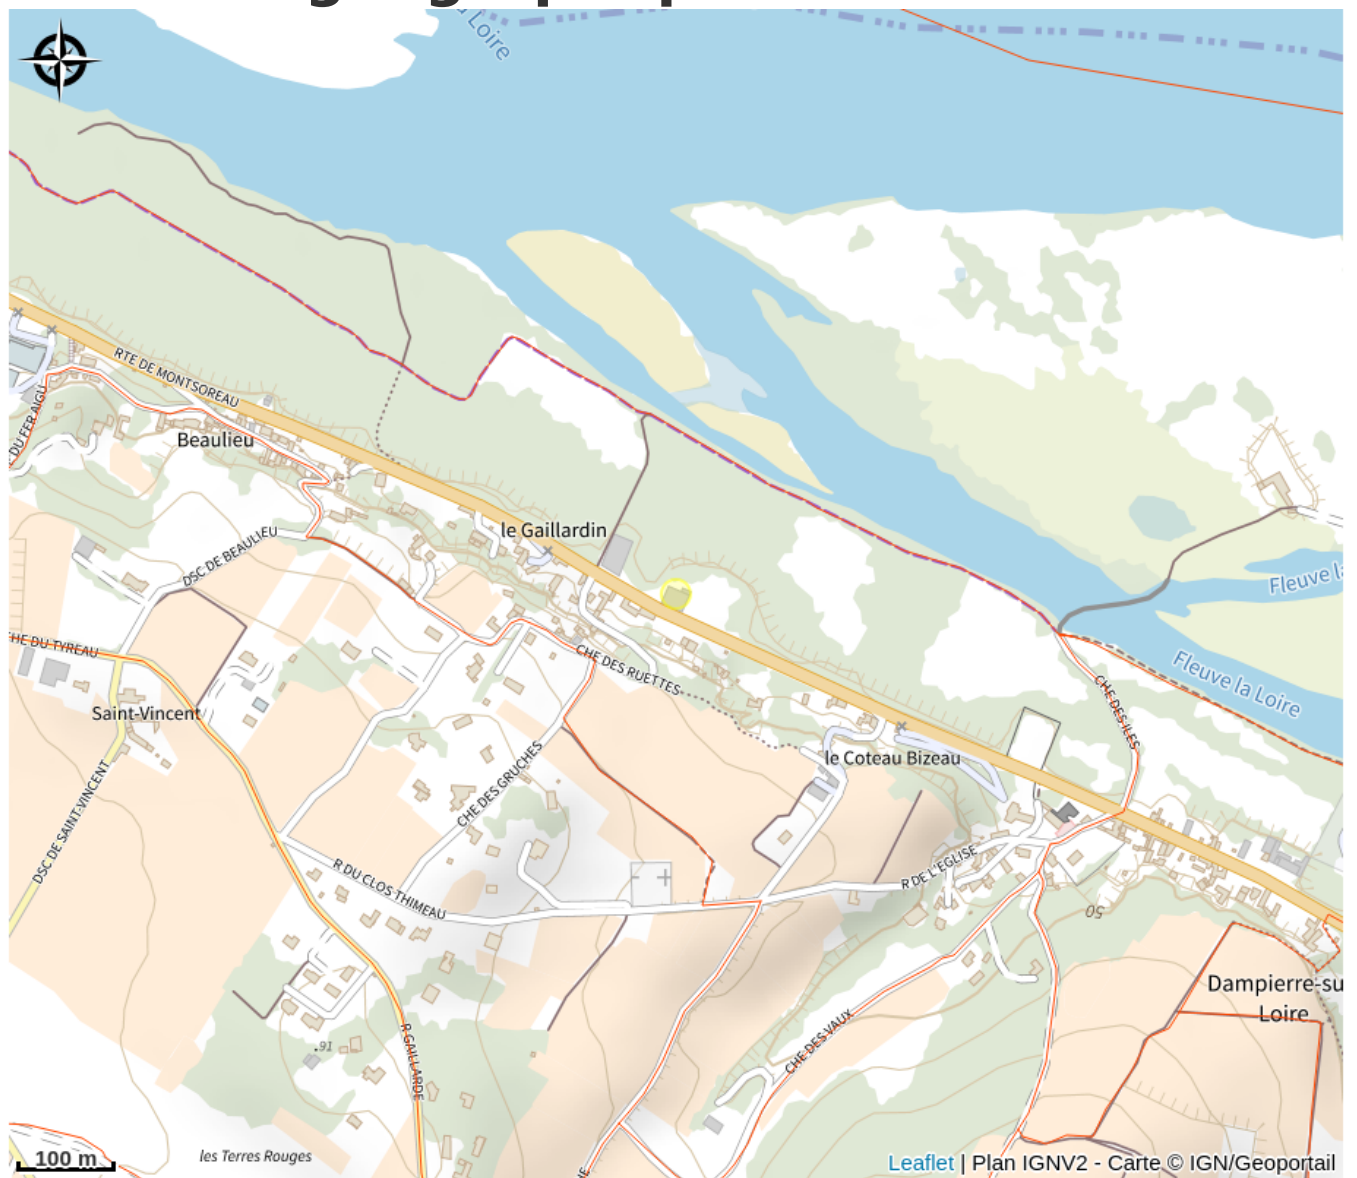 Loire
RTE DE MONTSOREAU
DU FER AIGU
Beaulieu
le Gaillardin
DSC DE BEAULIEU
Fleuve la
HE DU TYREAU
CHE DES RUETTES
Fleuve la Loire
CHE DES ILES
Saint-Vincent
le Coteau Bizeau
CHE DES GRUCHES
DSC DE SAINT-VINCENT
R DU CLOS THIMEAU
R DE L'EGLISE
50
Dampierre-su
Loire
CHE DES VAUX
R GAILLARDE
.91
les Terres Rouges
100 m
Leaflet | Plan IGNV2 - Carte © IGN/Geoportail